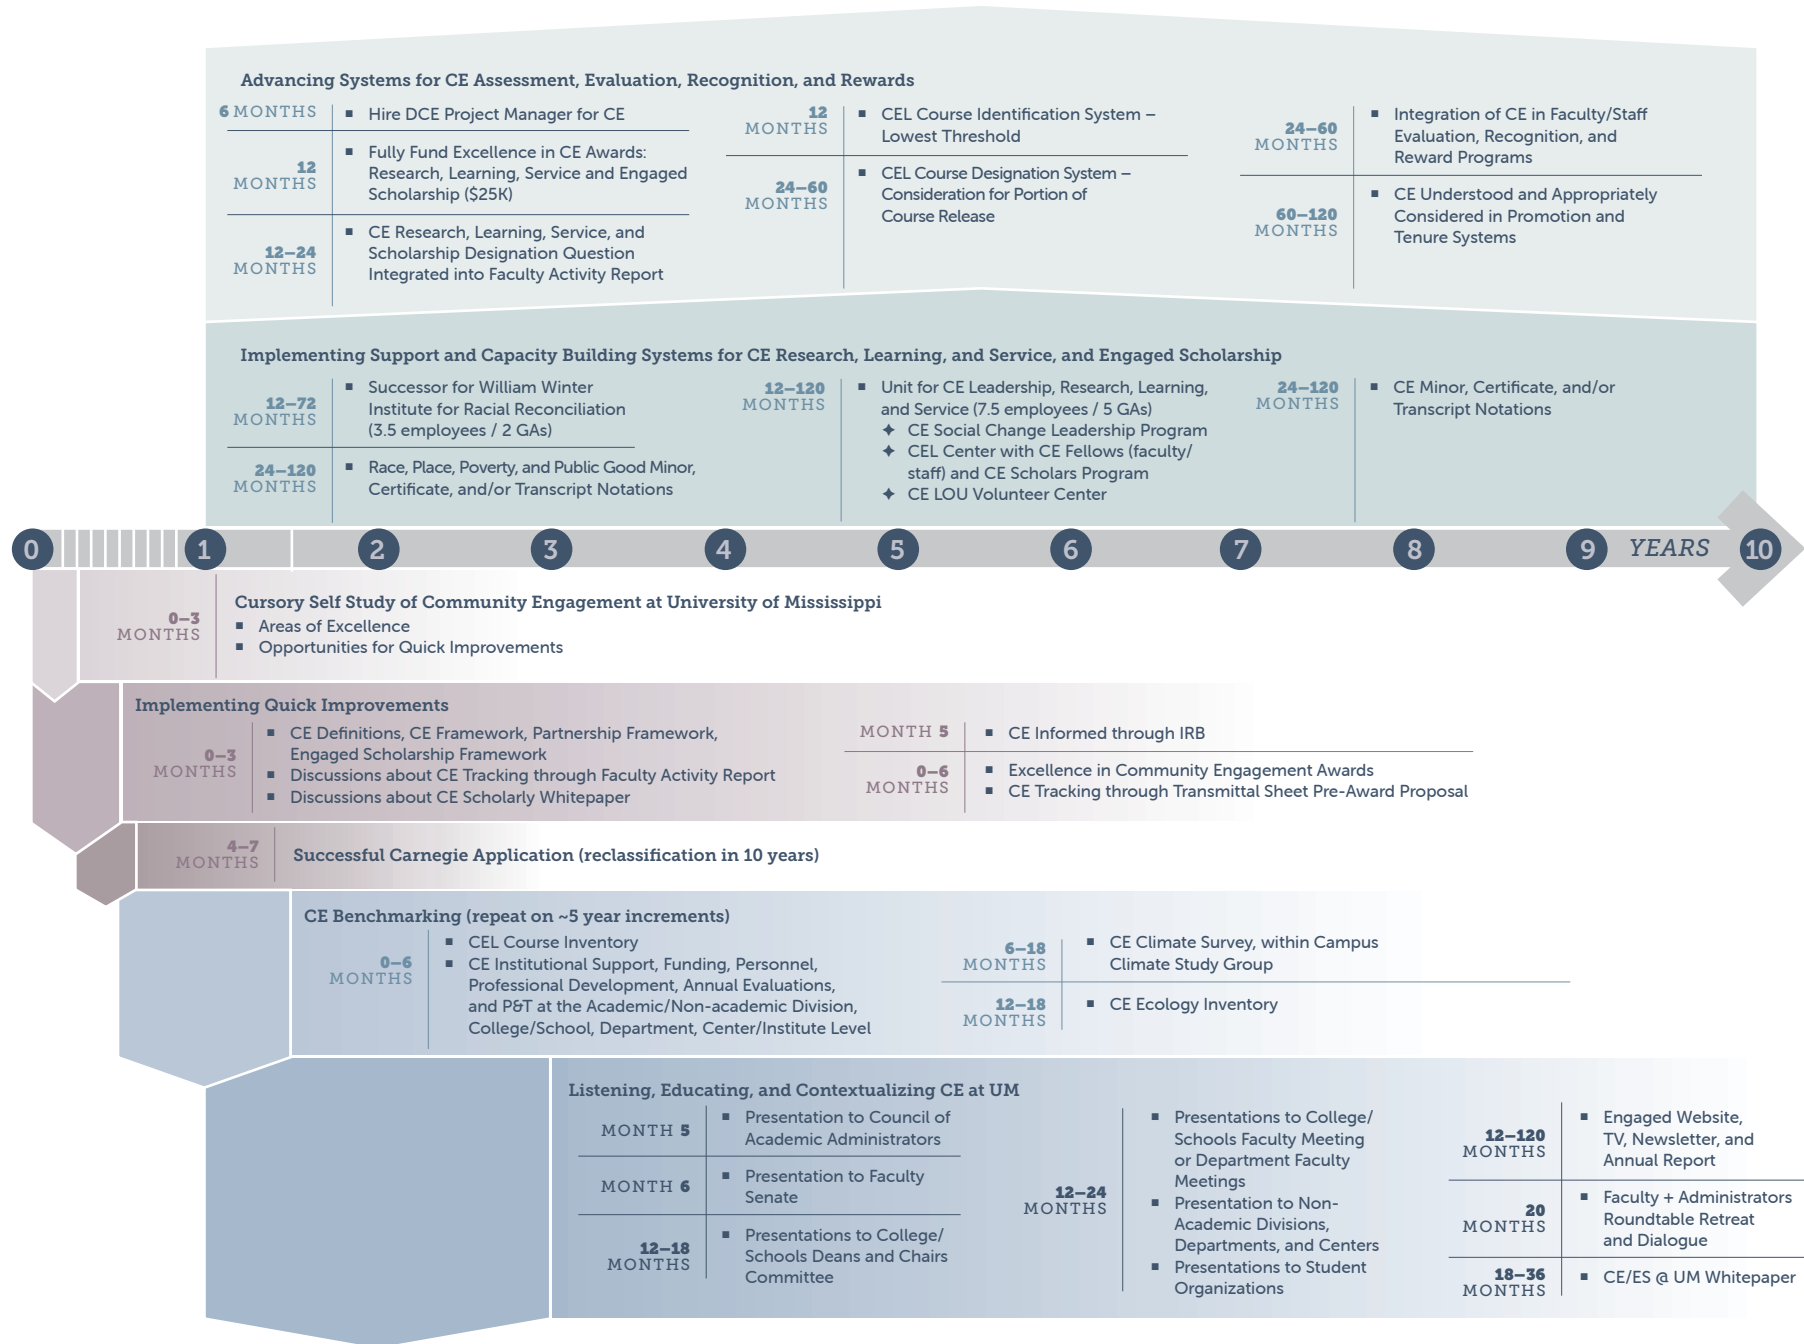 Advancing Systems for CE Assessment, Evaluation, Recognition, and Rewards
6 MONTHS
▪ Hire DCE Project Manager for CE
12
MONTHS
▪ Fully Fund Excellence in CE Awards:
Research, Learning, Service and Engaged
Scholarship ($25K)
12–24
MONTHS
▪ CE Research, Learning, Service, and
Scholarship Designation Question
Integrated into Faculty Activity Report
12
MONTHS
▪ CEL Course Identification System –
Lowest Threshold
24–60
MONTHS
▪ CEL Course Designation System –
Consideration for Portion of
Course Release
24–60
MONTHS
▪ Integration of CE in Faculty/Staff
Evaluation, Recognition, and
Reward Programs
60–120
MONTHS
▪ CE Understood and Appropriately
Considered in Promotion and
Tenure Systems
Implementing Support and Capacity Building Systems for CE Research, Learning, and Service, and Engaged Scholarship
12–72
MONTHS
▪ Successor for William Winter
Institute for Racial Reconciliation
(3.5 employees / 2 GAs)
24–120
MONTHS
▪ Race, Place, Poverty, and Public Good Minor,
Certificate, and/or Transcript Notations
12–120
MONTHS
▪ Unit for CE Leadership, Research, Learning,
and Service (7.5 employees / 5 GAs)
✦ CE Social Change Leadership Program
✦ CEL Center with CE Fellows (faculty/
staff) and CE Scholars Program
✦ CE LOU Volunteer Center
24–120
MONTHS
▪ CE Minor, Certificate, and/or
Transcript Notations
0 1 2 3 4 5 6 7 8 9 YEARS 10
0–3
MONTHS
Cursory Self Study of Community Engagement at University of Mississippi
▪ Areas of Excellence
▪ Opportunities for Quick Improvements
Implementing Quick Improvements
0–3
MONTHS
▪ CE Definitions, CE Framework, Partnership Framework,
Engaged Scholarship Framework
▪ Discussions about CE Tracking through Faculty Activity Report
▪ Discussions about CE Scholarly Whitepaper
MONTH 5
▪ CE Informed through IRB
0–6
MONTHS
▪ Excellence in Community Engagement Awards
▪ CE Tracking through Transmittal Sheet Pre-Award Proposal
4–7
MONTHS
Successful Carnegie Application (reclassification in 10 years)
CE Benchmarking (repeat on ~5 year increments)
0–6
MONTHS
▪ CEL Course Inventory
▪ CE Institutional Support, Funding, Personnel,
Professional Development, Annual Evaluations,
and P&T at the Academic/Non-academic Division,
College/School, Department, Center/Institute Level
6–18
MONTHS
▪ CE Climate Survey, within Campus
Climate Study Group
12–18
MONTHS
▪ CE Ecology Inventory
Listening, Educating, and Contextualizing CE at UM
MONTH 5
▪ Presentation to Council of
Academic Administrators
MONTH 6
▪ Presentation to Faculty
Senate
12–18
MONTHS
▪ Presentations to College/
Schools Deans and Chairs
Committee
12–24
MONTHS
▪ Presentations to College/
Schools Faculty Meeting
or Department Faculty
Meetings
▪ Presentation to Non-
Academic Divisions,
Departments, and Centers
▪ Presentations to Student
Organizations
12–120
MONTHS
▪ Engaged Website,
TV, Newsletter, and
Annual Report
20
MONTHS
▪ Faculty + Administrators
Roundtable Retreat
and Dialogue
18–36
MONTHS
▪ CE/ES @ UM Whitepaper